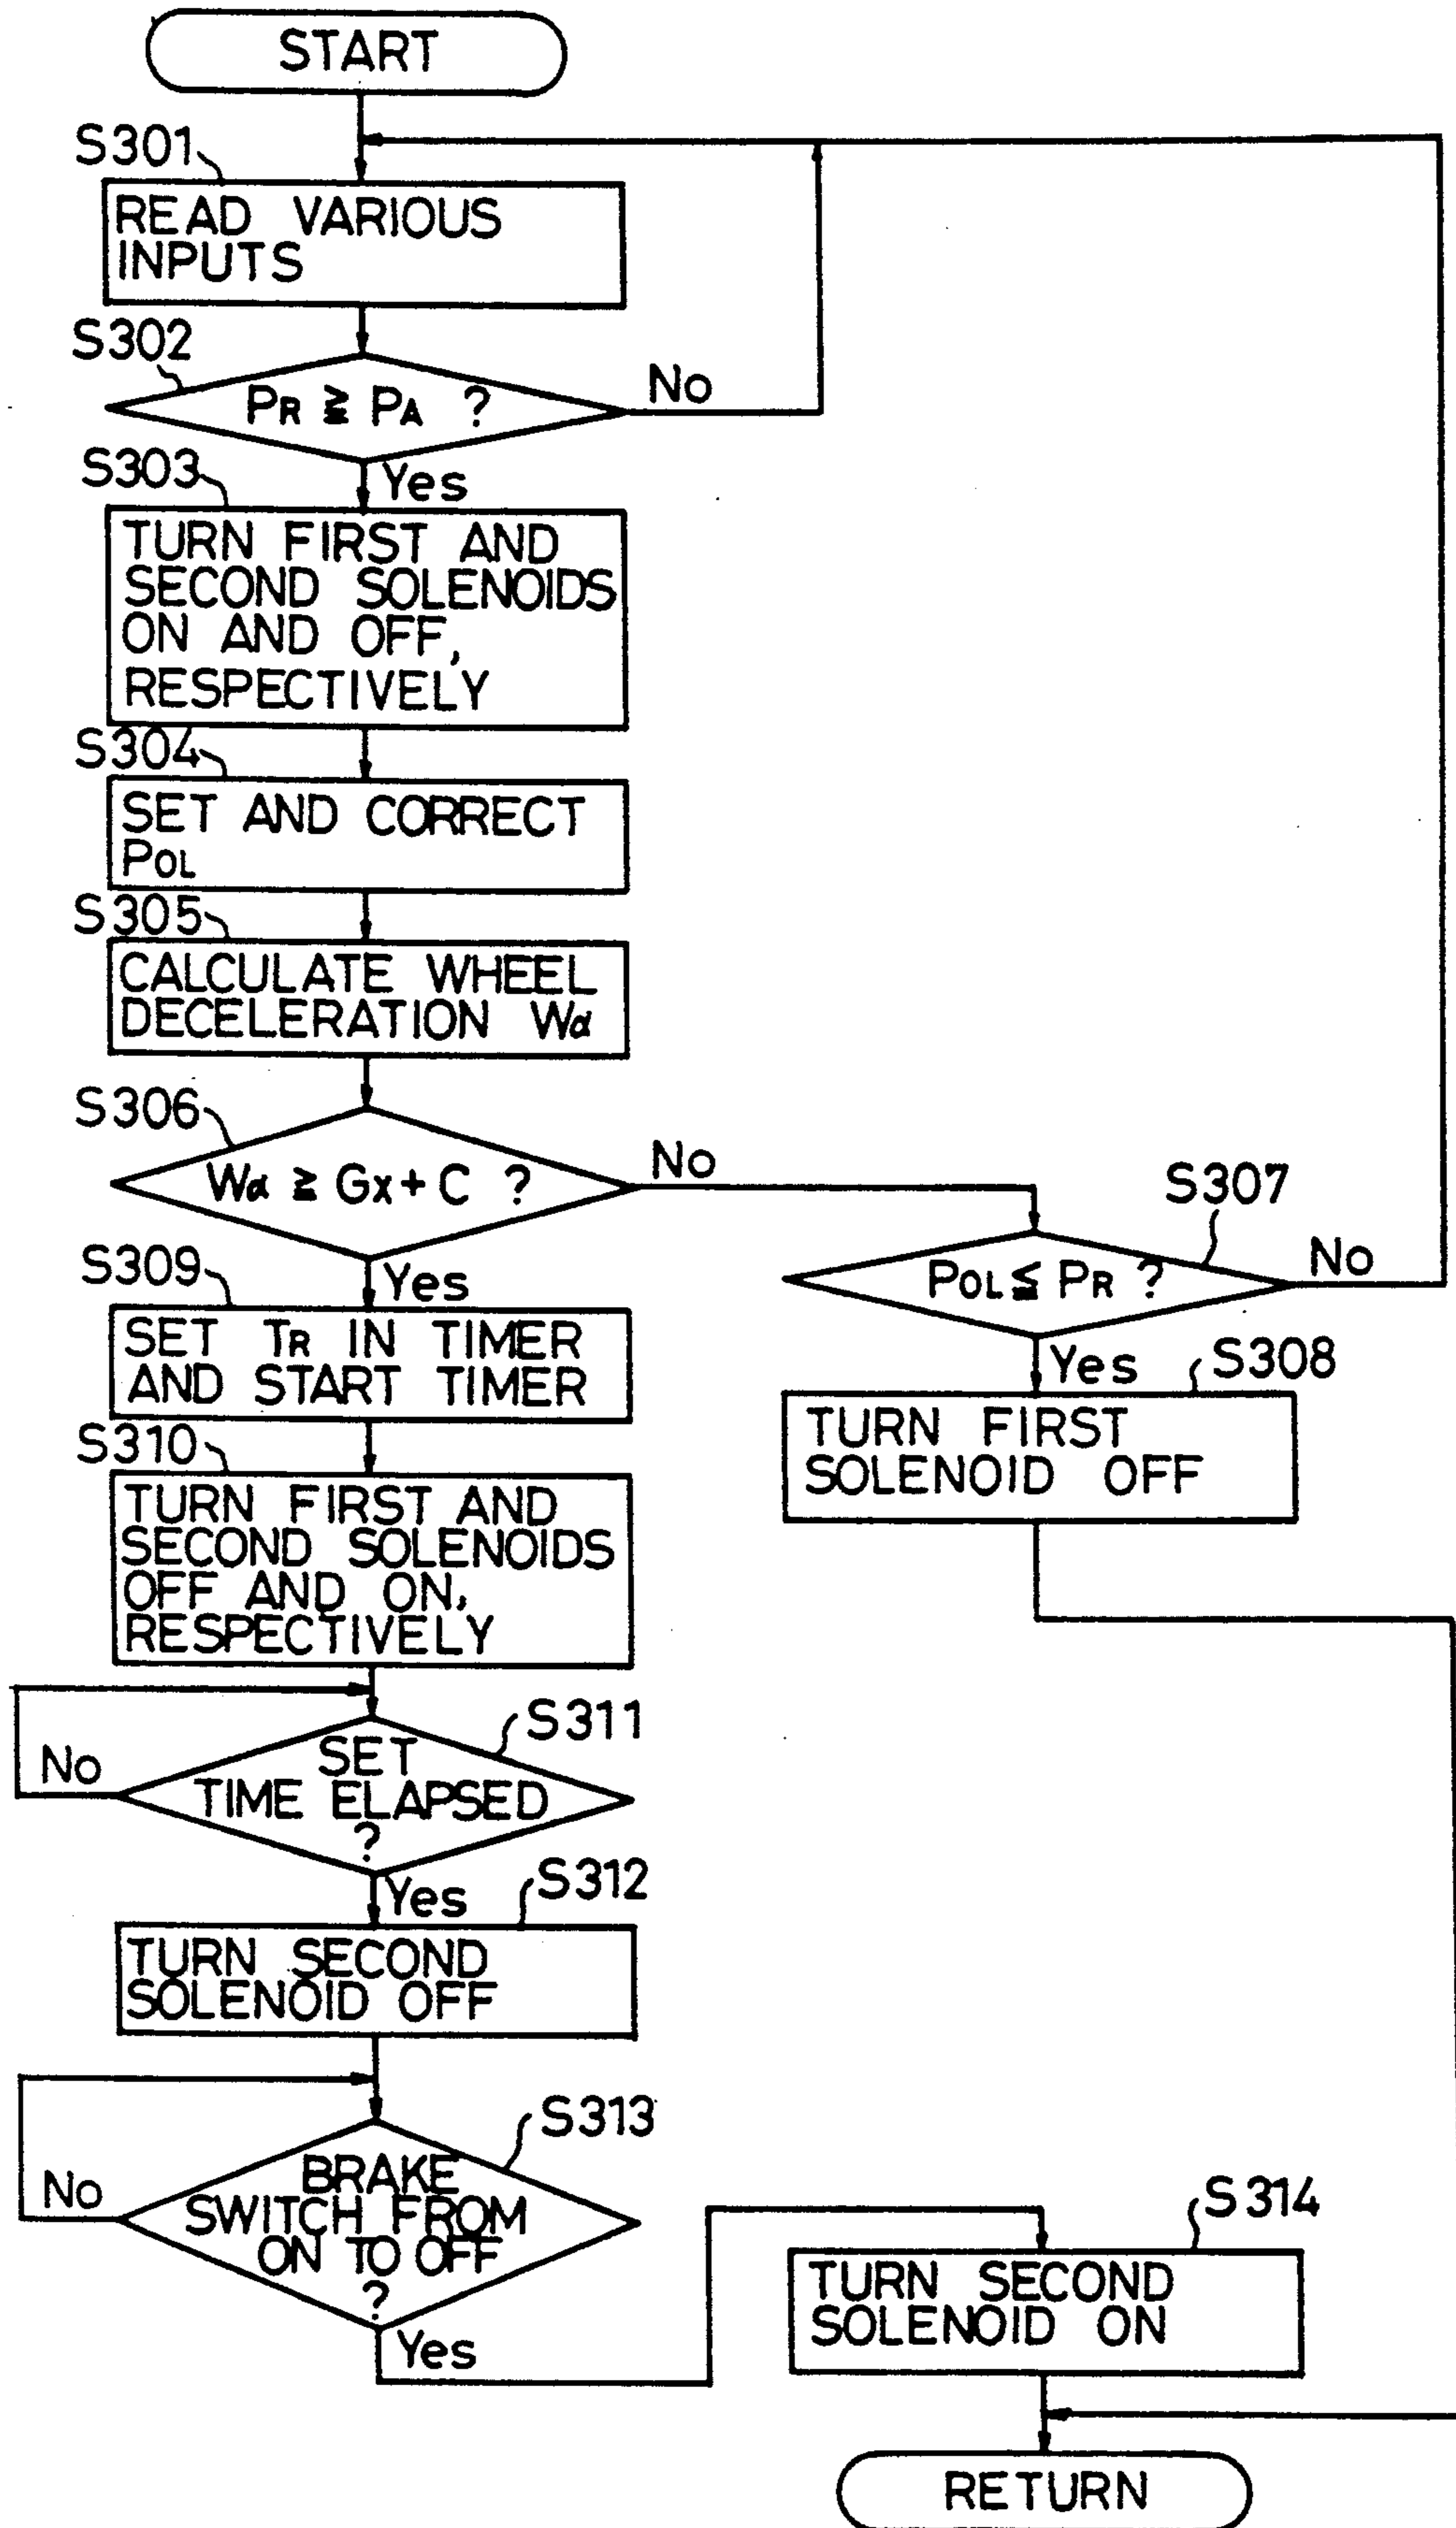 START
S301
READ VARIOUS
INPUTS
S302
PR ≧ PA ?
No
Yes
S303
TURN FIRST AND
SECOND SOLENOIDS
ON AND OFF,
RESPECTIVELY
S304
SET AND CORRECT
POL
S305
CALCULATE WHEEL
DECELERATION Wα
S306
Wα ≧ Gx + C ?
No
Yes
S307
POL ≦ PR ?
No
Yes
S308
TURN FIRST
SOLENOID OFF
S309
SET TR IN TIMER
AND START TIMER
S310
TURN FIRST AND
SECOND SOLENOIDS
OFF AND ON,
RESPECTIVELY
S311
SET
TIME ELAPSED
?
No
Yes
S312
TURN SECOND
SOLENOID OFF
S313
BRAKE
SWITCH FROM
ON TO OFF
?
No
Yes
S314
TURN SECOND
SOLENOID ON
RETURN